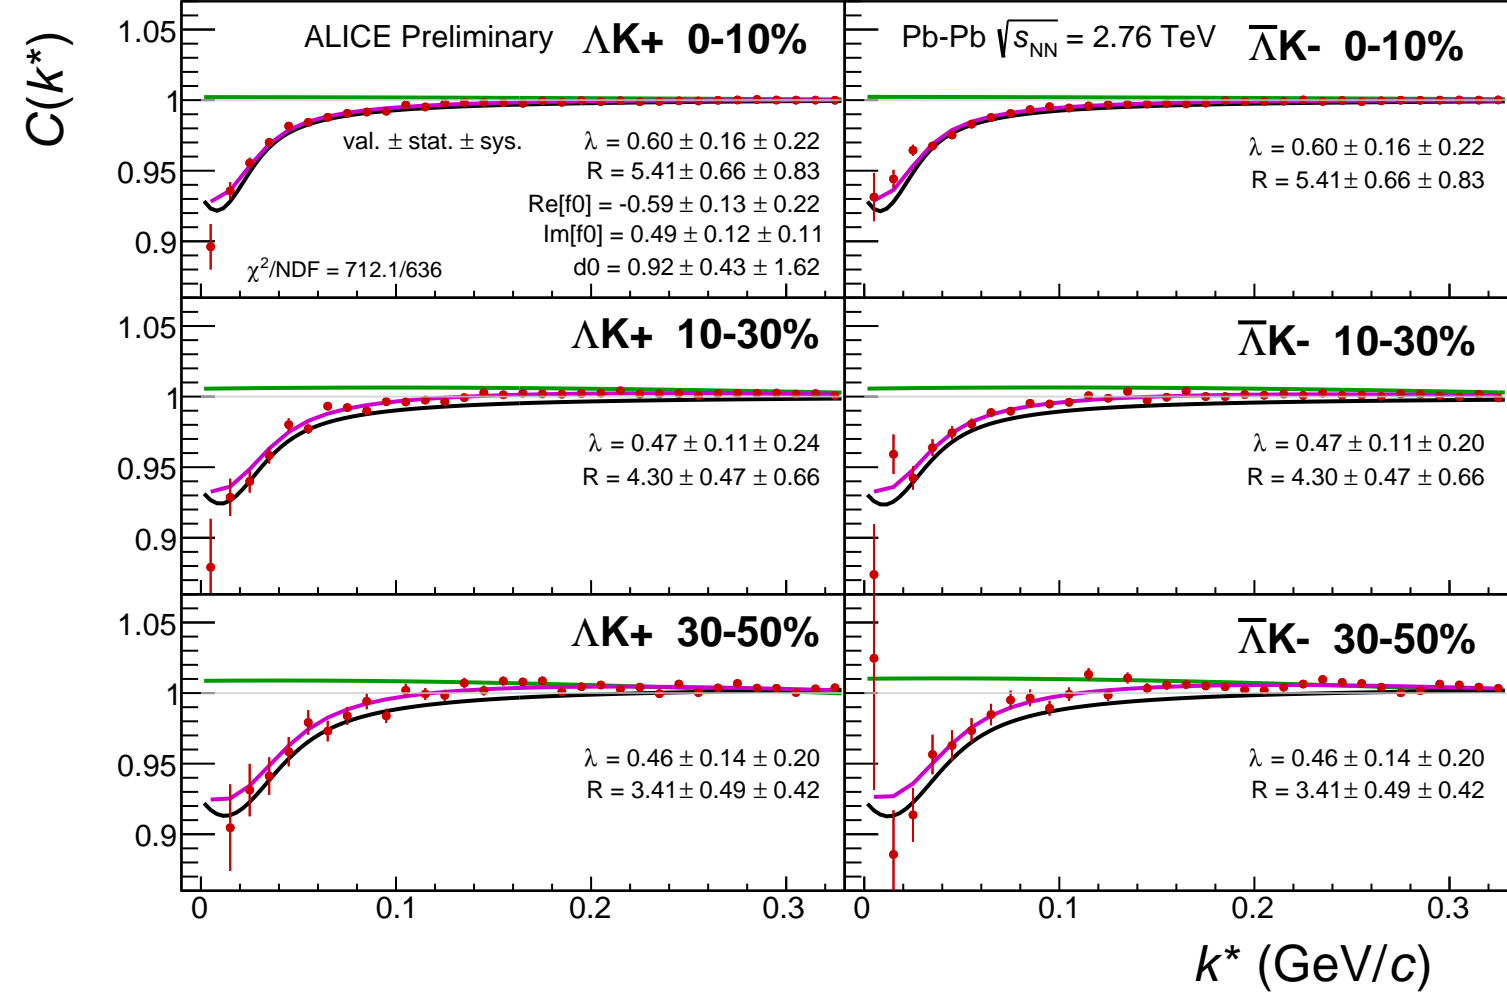 C(k*)
ALICE Preliminary ΛK+ 0-10%
1.05
1
0.95
0.9
val. ± stat. ± sys.
λ = 0.60 ± 0.16 ± 0.22
R = 5.41 ± 0.66 ± 0.83
Re[f0] = -0.59 ± 0.13 ± 0.22
Im[f0] = 0.49 ± 0.12 ± 0.11
d0 = 0.92 ± 0.43 ± 1.62
χ²/NDF = 712.1/636
Pb-Pb √s_NN = 2.76 TeV Λ̅K- 0-10%
λ = 0.60 ± 0.16 ± 0.22
R = 5.41 ± 0.66 ± 0.83
ΛK+ 10-30%
1.05
1
0.95
0.9
λ = 0.47 ± 0.11 ± 0.24
R = 4.30 ± 0.47 ± 0.66
Λ̅K- 10-30%
λ = 0.47 ± 0.11 ± 0.20
R = 4.30 ± 0.47 ± 0.66
ΛK+ 30-50%
1.05
1
0.95
0.9
λ = 0.46 ± 0.14 ± 0.20
R = 3.41 ± 0.49 ± 0.42
Λ̅K- 30-50%
λ = 0.46 ± 0.14 ± 0.20
R = 3.41 ± 0.49 ± 0.42
0 0.1 0.2 0.3 0 0.1 0.2 0.3
k* (GeV/c)